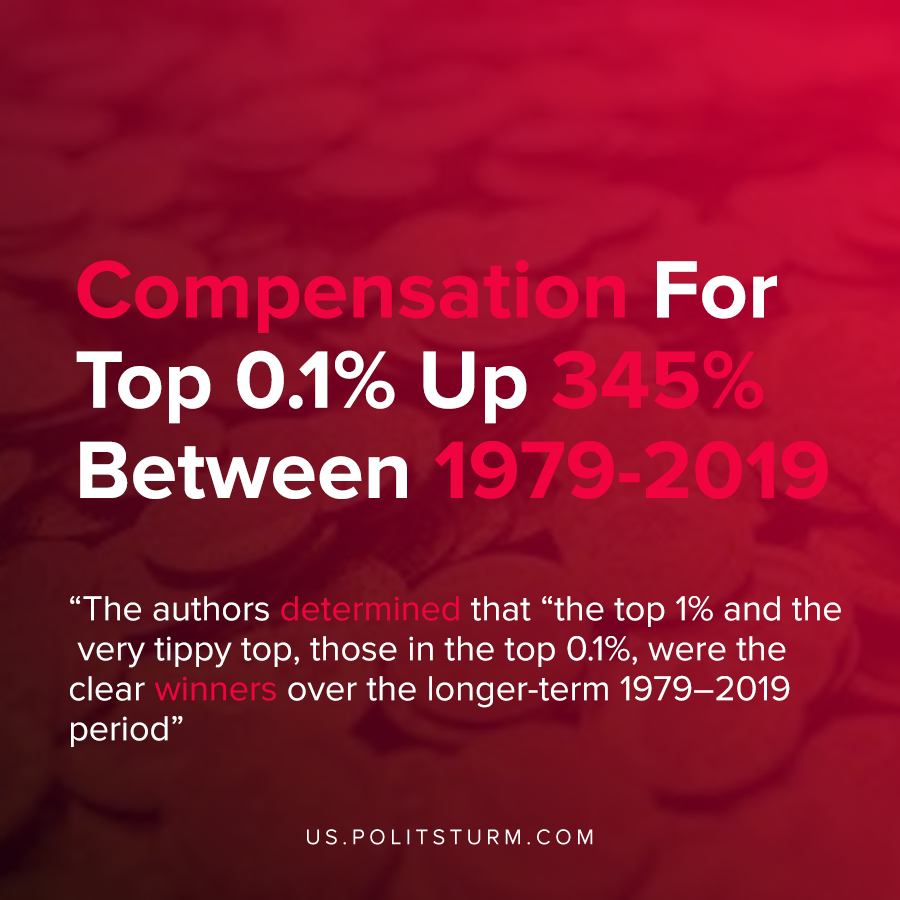 Compensation For
Top 0.1% Up 345%
Between 1979-2019
“The authors determined that “the top 1% and the
very tippy top, those in the top 0.1%, were the
clear winners over the longer-term 1979–2019
period”
US.POLITSTURM.COM